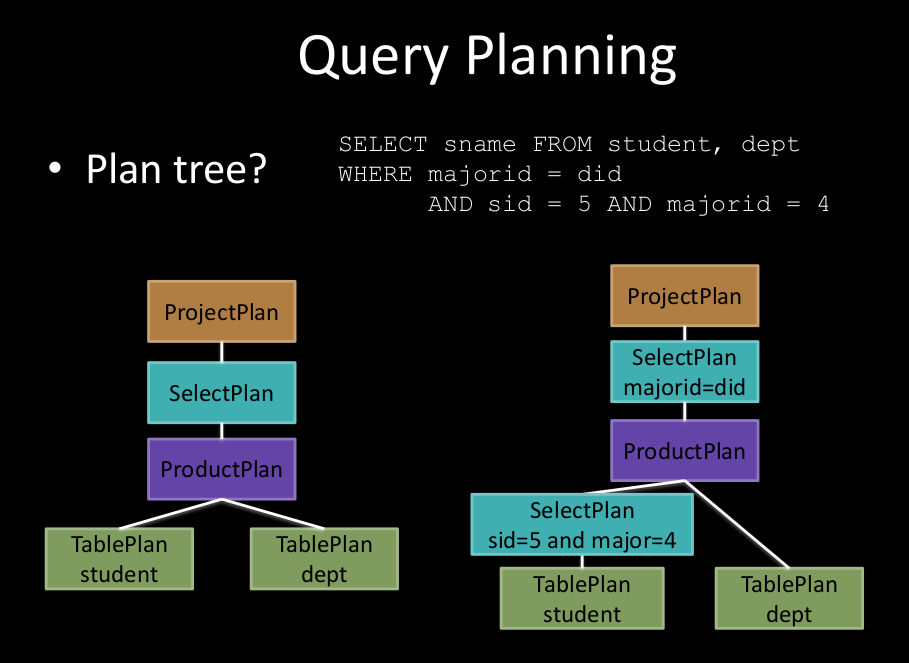 Query Planning
• Plan tree?
SELECT sname FROM student, dept
WHERE majorid = did
AND sid = 5 AND majorid = 4
ProjectPlan
SelectPlan
ProductPlan
TablePlan
student
TablePlan
dept
ProjectPlan
SelectPlan
majorid=did
ProductPlan
SelectPlan
sid=5 and major=4
TablePlan
student
TablePlan
dept